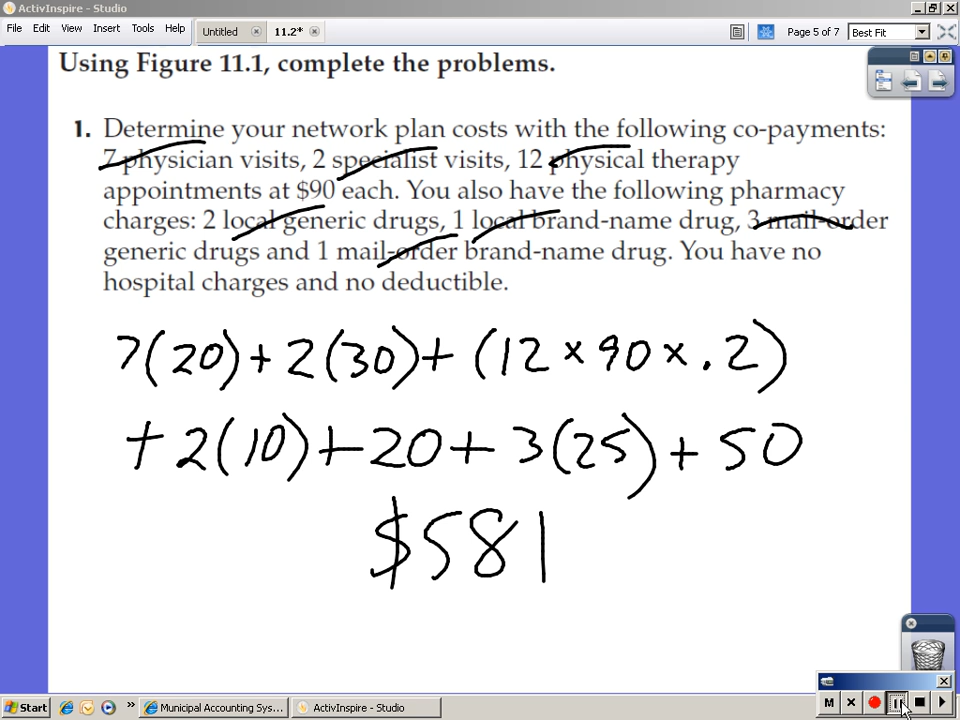 ActivInspire
File Edit View Insert Tools Help Untitled 11.2* Page 5 of 7 Best Fit
Using Figure 11.1, complete the problems.
1. Determine your network plan costs with the following co-payments:
7 physician visits, 2 specialist visits, 12 physical therapy
appointments at $90 each. You also have the following pharmacy
charges: 2 local generic drugs, 1 local brand-name drug, 3 mail-order
generic drugs and 1 mail-order brand-name drug. You have no
hospital charges and no deductible.
7(20)+2(30)+(12×90×.2)
+2(10)+20+3(25)+50
$581
M
Start Municipal Accounting Sys... ActivInspire - Studio